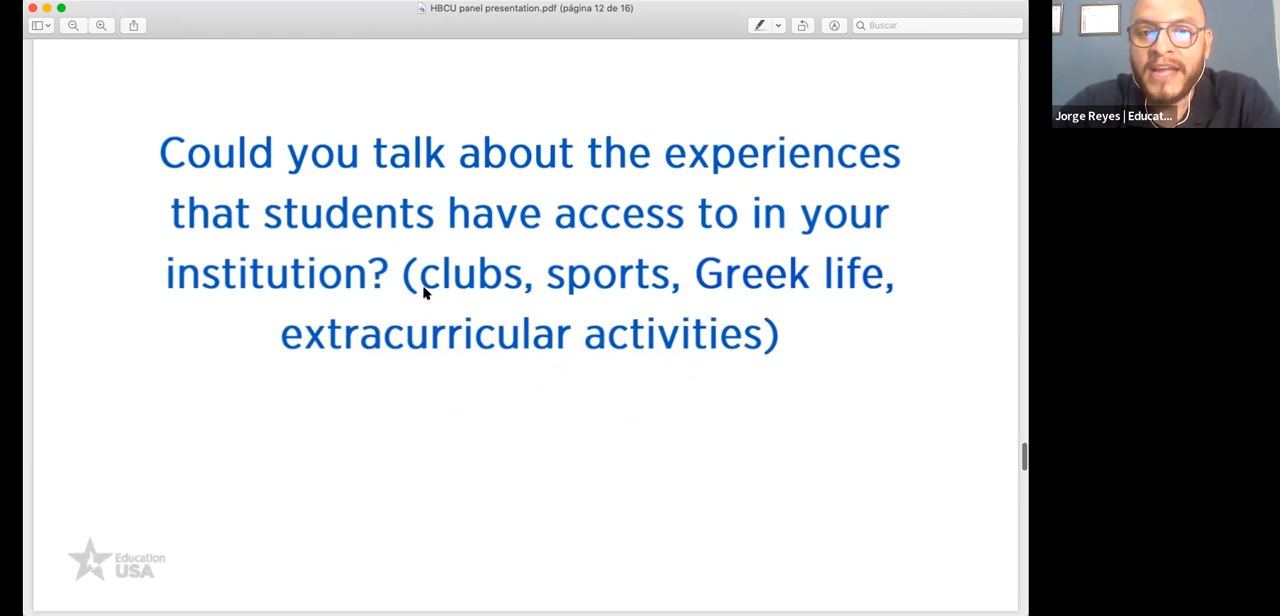 HBCU panel presentation.pdf (página 12 de 16)
Buscar
Could you talk about the experiences
that students have access to in your
institution? (clubs, sports, Greek life,
extracurricular activities)
Education
USA
Jorge Reyes | Educat...